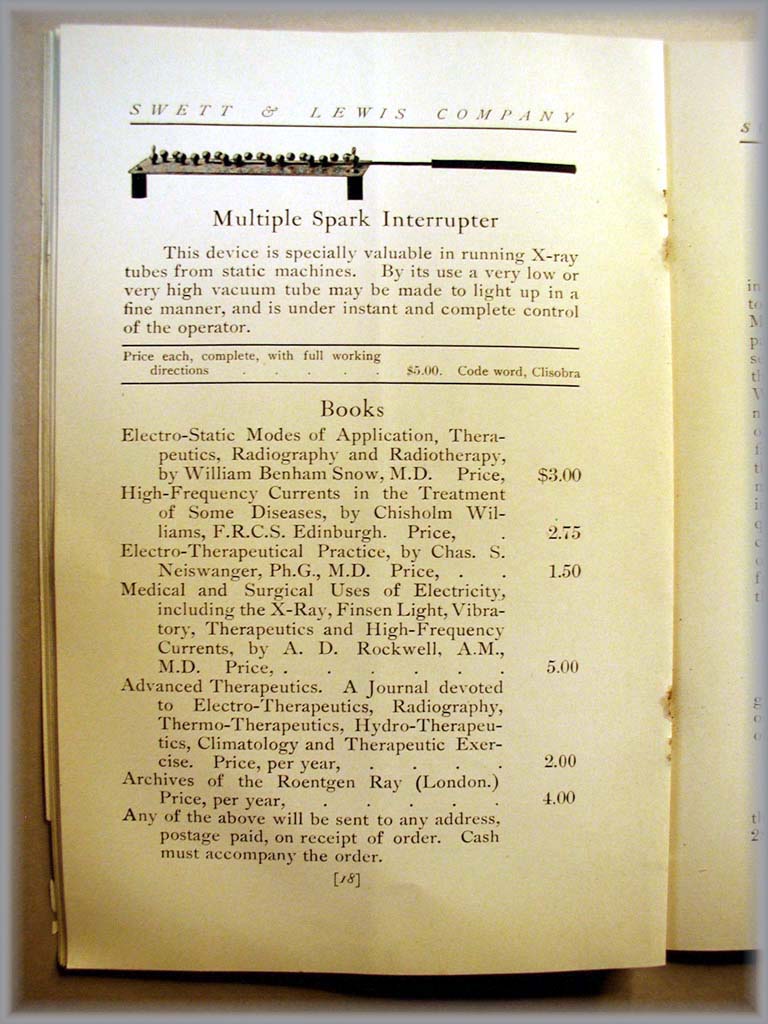 SWETT & LEWIS COMPANY
Multiple Spark Interrupter
This device is specially valuable in running X-ray
tubes from static machines. By its use a very low or
very high vacuum tube may be made to light up in a
fine manner, and is under instant and complete control
of the operator.
Price each, complete, with full working
directions . . . . . $5.00. Code word, Clisobra
Books
Electro-Static Modes of Application, Thera-
peutics, Radiography and Radiotherapy,
by William Benham Snow, M.D. Price, $3.00
High-Frequency Currents in the Treatment
of Some Diseases, by Chisholm Wil-
liams, F.R.C.S. Edinburgh. Price, . 2.75
Electro-Therapeutical Practice, by Chas. S.
Neiswanger, Ph.G., M.D. Price, . . 1.50
Medical and Surgical Uses of Electricity,
including the X-Ray, Finsen Light, Vibra-
tory, Therapeutics and High-Frequency
Currents, by A. D. Rockwell, A.M.,
M.D. Price, . . . . . . 5.00
Advanced Therapeutics. A Journal devoted
to Electro-Therapeutics, Radiography,
Thermo-Therapeutics, Hydro-Therapeu-
tics, Climatology and Therapeutic Exer-
cise. Price, per year, . . . . 2.00
Archives of the Roentgen Ray (London.)
Price, per year, . . . . . 4.00
Any of the above will be sent to any address,
postage paid, on receipt of order. Cash
must accompany the order.
[18]